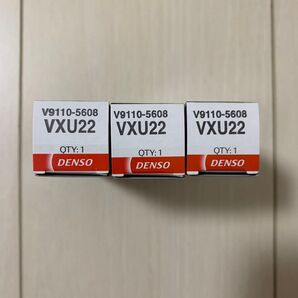 V9110-5608
VXU22
QTY: 1
DENSO
V9110-5608
VXU22
QTY: 1
DENSO
V9110-5608
VXU22
QTY: 1
DENSO